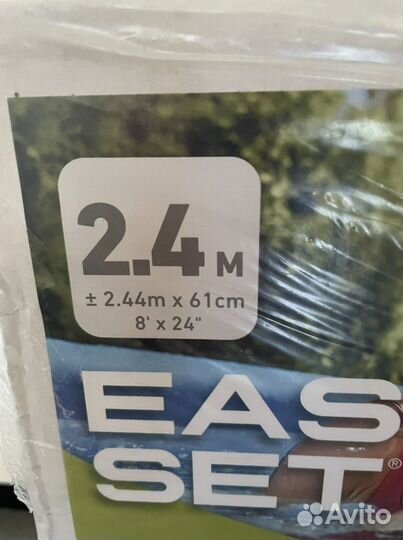 2.4 M
± 2.44m x 61cm
8' x 24"
EAS
SET®
Avito